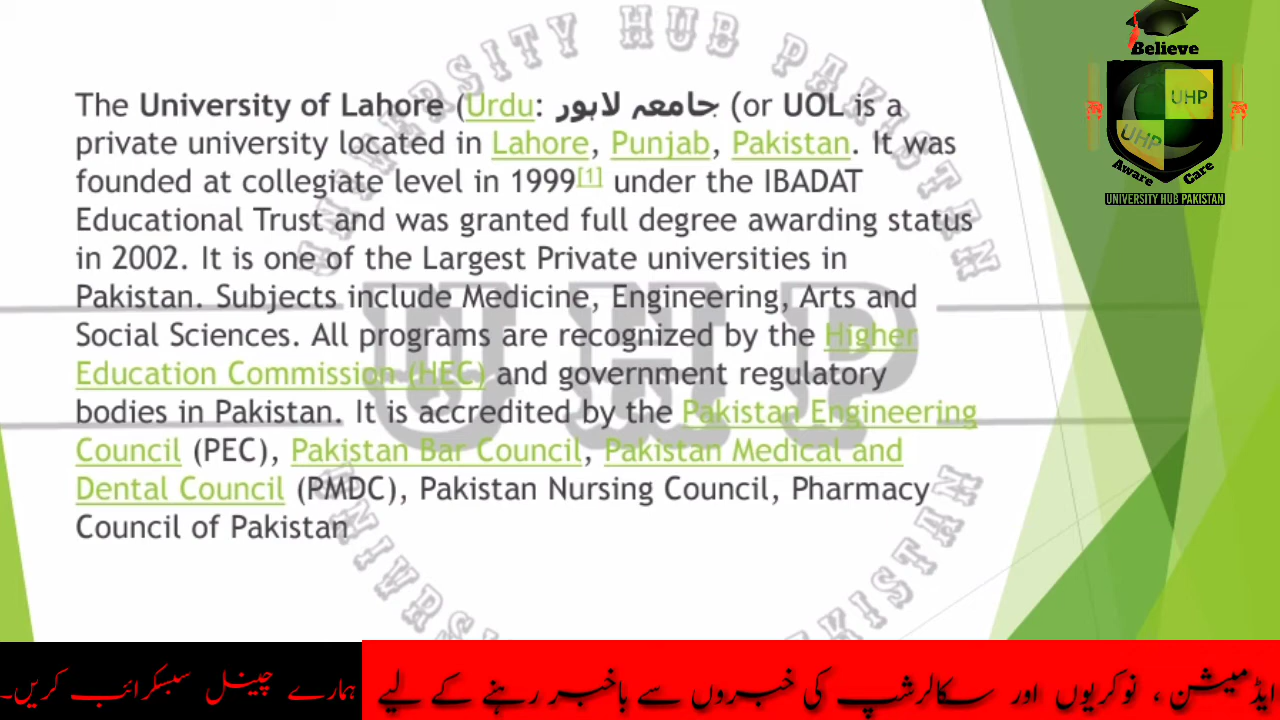 The University of Lahore (Urdu: جامعہ لاہور (or UOL is a
private university located in Lahore, Punjab, Pakistan. It was
founded at collegiate level in 1999[1] under the IBADAT
Educational Trust and was granted full degree awarding status
in 2002. It is one of the Largest Private universities in
Pakistan. Subjects include Medicine, Engineering, Arts and
Social Sciences. All programs are recognized by the Higher
Education Commission (HEC) and government regulatory
bodies in Pakistan. It is accredited by the Pakistan Engineering
Council (PEC), Pakistan Bar Council, Pakistan Medical and
Dental Council (PMDC), Pakistan Nursing Council, Pharmacy
Council of Pakistan
UNIVERSITY HUB PAKISTEN
UHP
UNIVRS
KISTAN
Believe
UHP
UHP
Aware Care
UNIVERSITY HUB PAKISTAN
ایڈمیشن ، نوکریوں اور سکالرشپ کی خبروں سے باخبر رہنے کے لیے
ہمارے چینل سبسکرائب کریں۔